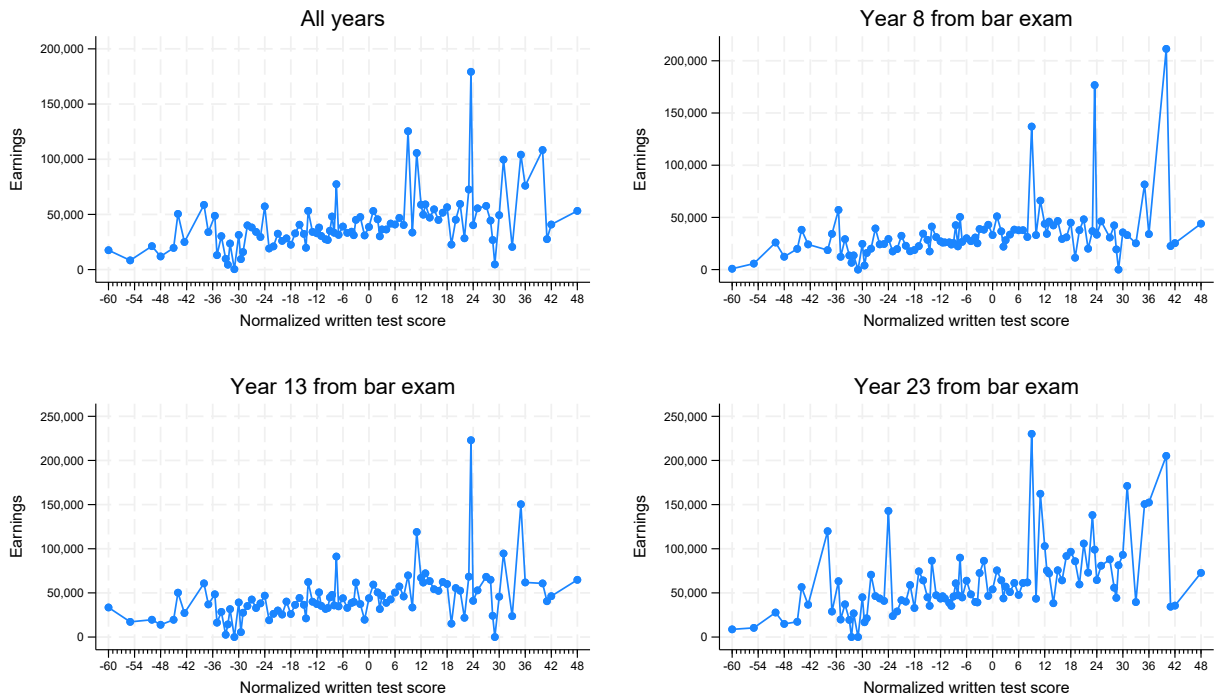 All years
200,000
150,000
100,000
50,000
0
Earnings
-60 -54 -48 -42 -36 -30 -24 -18 -12 -6 0 6 12 18 24 30 36 42 48
Normalized written test score
Year 8 from bar exam
200,000
150,000
100,000
50,000
0
Earnings
-60 -54 -48 -42 -36 -30 -24 -18 -12 -6 0 6 12 18 24 30 36 42 48
Normalized written test score
Year 13 from bar exam
250,000
200,000
150,000
100,000
50,000
0
Earnings
-60 -54 -48 -42 -36 -30 -24 -18 -12 -6 0 6 12 18 24 30 36 42 48
Normalized written test score
Year 23 from bar exam
250,000
200,000
150,000
100,000
50,000
0
Earnings
-60 -54 -48 -42 -36 -30 -24 -18 -12 -6 0 6 12 18 24 30 36 42 48
Normalized written test score